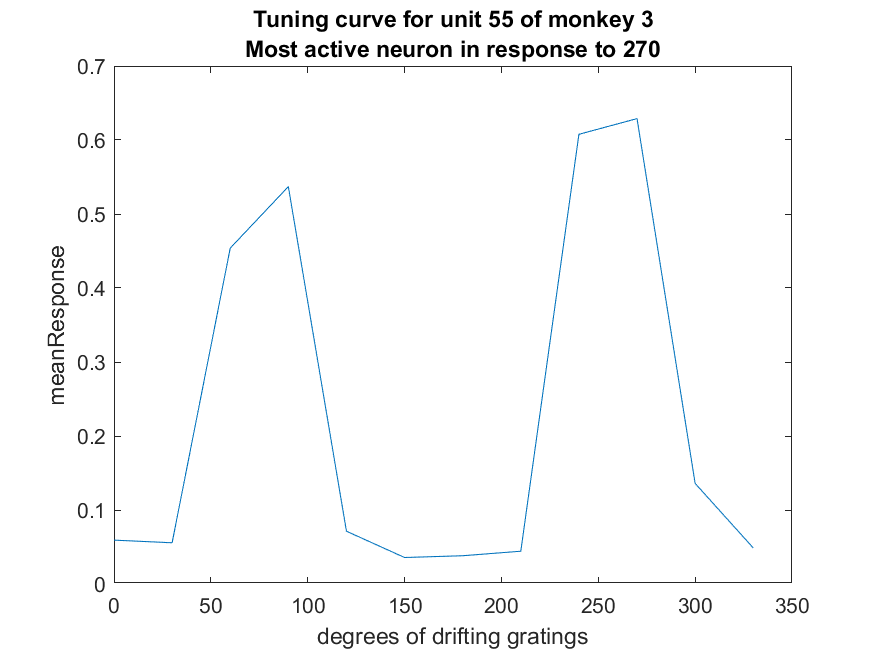 Tuning curve for unit 55 of monkey 3
Most active neuron in response to 270
0.7
0.6
0.5
0.4
0.3
0.2
0.1
0
meanResponse
0 50 100 150 200 250 300 350
degrees of drifting gratings